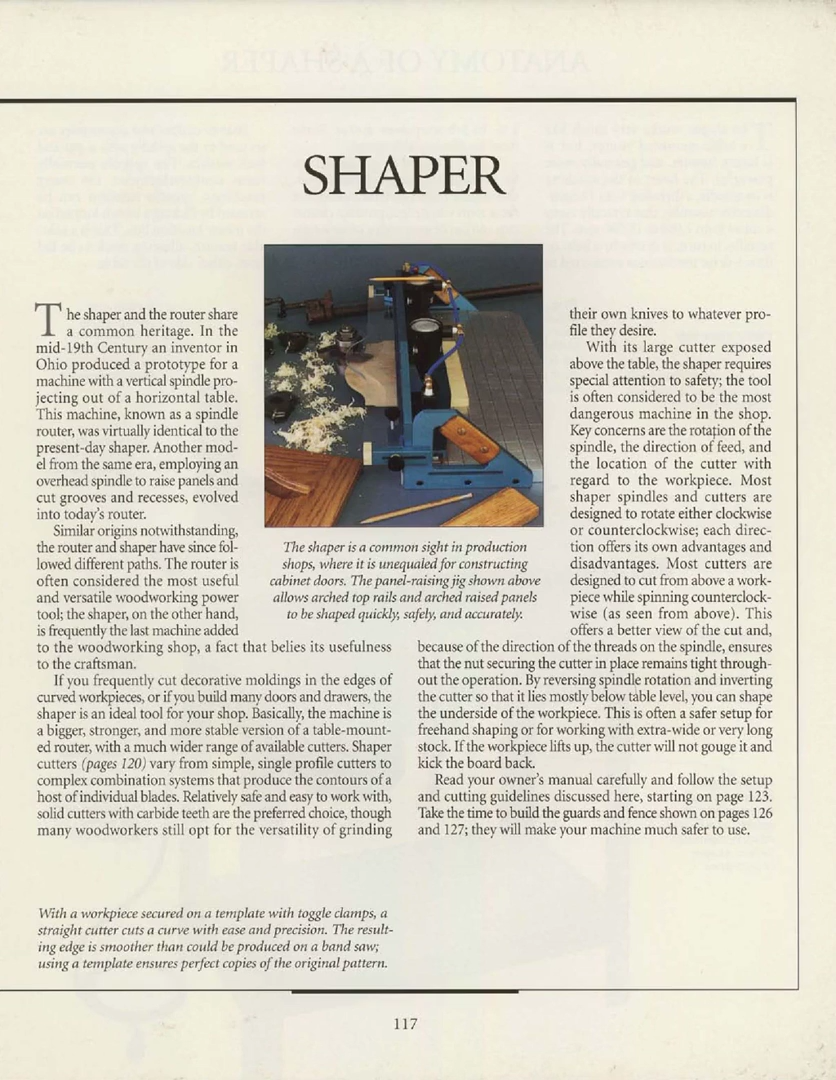 SHAPER
The shaper and the router share
a common heritage. In the
mid-19th Century an inventor in
Ohio produced a prototype for a
machine with a vertical spindle pro-
jecting out of a horizontal table.
This machine, known as a spindle
router, was virtually identical to the
present-day shaper. Another mod-
el from the same era, employing an
overhead spindle to raise panels and
cut grooves and recesses, evolved
into today's router.
Similar origins notwithstanding,
the router and shaper have since fol-
lowed different paths. The router is
often considered the most useful
and versatile woodworking power
tool; the shaper, on the other hand,
is frequently the last machine added
to the woodworking shop, a fact that belies its usefulness
to the craftsman.
If you frequently cut decorative moldings in the edges of
curved workpieces, or if you build many doors and drawers, the
shaper is an ideal tool for your shop. Basically, the machine is
a bigger, stronger, and more stable version of a table-mount-
ed router, with a much wider range of available cutters. Shaper
cutters (pages 120) vary from simple, single profile cutters to
complex combination systems that produce the contours of a
host of individual blades. Relatively safe and easy to work with,
solid cutters with carbide teeth are the preferred choice, though
many woodworkers still opt for the versatility of grinding
The shaper is a common sight in production
shops, where it is unequaled for constructing
cabinet doors. The panel-raising jig shown above
allows arched top rails and arched raised panels
to be shaped quickly, safely, and accurately.
their own knives to whatever pro-
file they desire.
With its large cutter exposed
above the table, the shaper requires
special attention to safety; the tool
is often considered to be the most
dangerous machine in the shop.
Key concerns are the rotation of the
spindle, the direction of feed, and
the location of the cutter with
regard to the workpiece. Most
shaper spindles and cutters are
designed to rotate either clockwise
or counterclockwise; each direc-
tion offers its own advantages and
disadvantages. Most cutters are
designed to cut from above a work-
piece while spinning counterclock-
wise (as seen from above). This
offers a better view of the cut and,
because of the direction of the threads on the spindle, ensures
that the nut securing the cutter in place remains tight through-
out the operation. By reversing spindle rotation and inverting
the cutter so that it lies mostly below table level, you can shape
the underside of the workpiece. This is often a safer setup for
freehand shaping or for working with extra-wide or very long
stock. If the workpiece lifts up, the cutter will not gouge it and
kick the board back.
Read your owner's manual carefully and follow the setup
and cutting guidelines discussed here, starting on page 123.
Take the time to build the guards and fence shown on pages 126
and 127; they will make your machine much safer to use.
With a workpiece secured on a template with toggle clamps, a
straight cutter cuts a curve with ease and precision. The result-
ing edge is smoother than could be produced on a band saw;
using a template ensures perfect copies of the original pattern.
117